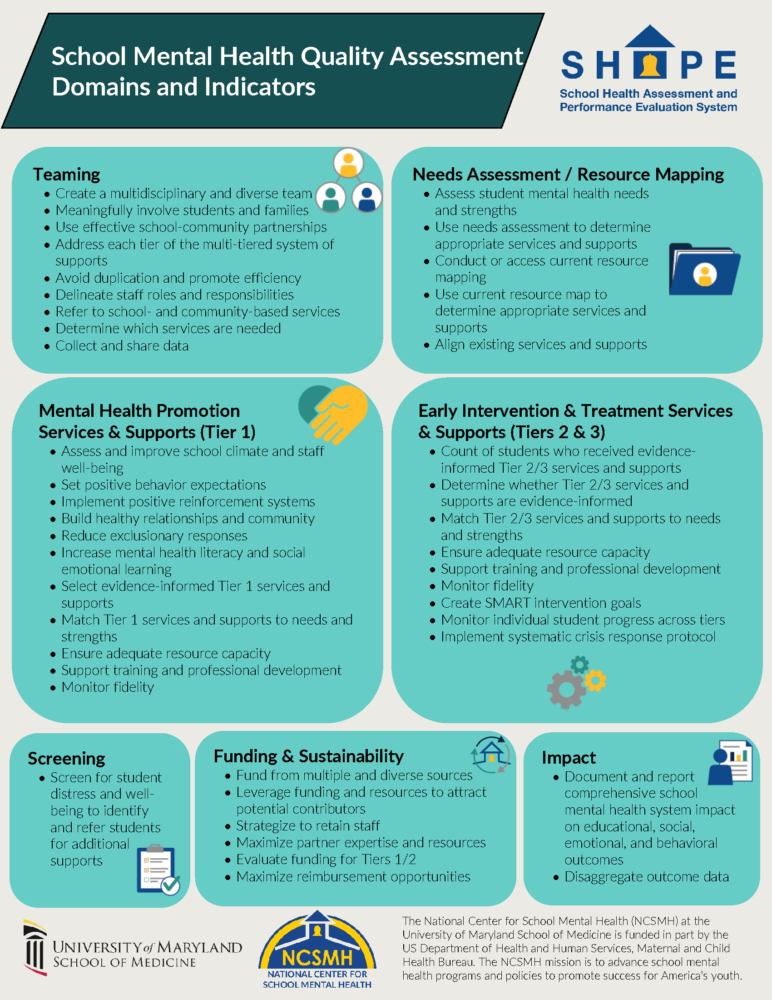 School Mental Health Quality Assessment
Domains and Indicators
S H P E
School Health Assessment and
Performance Evaluation System
Teaming
• Create a multidisciplinary and diverse team
• Meaningfully involve students and families
• Use effective school-community partnerships
• Address each tier of the multi-tiered system of
supports
• Avoid duplication and promote efficiency
• Delineate staff roles and responsibilities
• Refer to school- and community-based services
• Determine which services are needed
• Collect and share data
Needs Assessment / Resource Mapping
• Assess student mental health needs
and strengths
• Use needs assessment to determine
appropriate services and supports
• Conduct or access current resource
mapping
• Use current resource map to
determine appropriate services and
supports
• Align existing services and supports
Mental Health Promotion
Services & Supports (Tier 1)
• Assess and improve school climate and staff
well-being
• Set positive behavior expectations
• Implement positive reinforcement systems
• Build healthy relationships and community
• Reduce exclusionary responses
• Increase mental health literacy and social
emotional learning
• Select evidence-informed Tier 1 services and
supports
• Match Tier 1 services and supports to needs and
strengths
• Ensure adequate resource capacity
• Support training and professional development
• Monitor fidelity
Early Intervention & Treatment Services
& Supports (Tiers 2 & 3)
• Count of students who received evidence-
informed Tier 2/3 services and supports
• Determine whether Tier 2/3 services and
supports are evidence-informed
• Match Tier 2/3 services and supports to needs
and strengths
• Ensure adequate resource capacity
• Support training and professional development
• Monitor fidelity
• Create SMART intervention goals
• Monitor individual student progress across tiers
• Implement systematic crisis response protocol
Screening
• Screen for student
distress and well-
being to identify
and refer students
for additional
supports
Funding & Sustainability
• Fund from multiple and diverse sources
• Leverage funding and resources to attract
potential contributors
• Strategize to retain staff
• Maximize partner expertise and resources
• Evaluate funding for Tiers 1/2
• Maximize reimbursement opportunities
Impact
• Document and report
comprehensive school
mental health system impact
on educational, social,
emotional, and behavioral
outcomes
• Disaggregate outcome data
UNIVERSITY of MARYLAND
SCHOOL OF MEDICINE
NCSMH
NATIONAL CENTER FOR
SCHOOL MENTAL HEALTH
The National Center for School Mental Health (NCSMH) at the
University of Maryland School of Medicine is funded in part by the
US Department of Health and Human Services, Maternal and Child
Health Bureau. The NCSMH mission is to advance school mental
health programs and policies to promote success for America's youth.